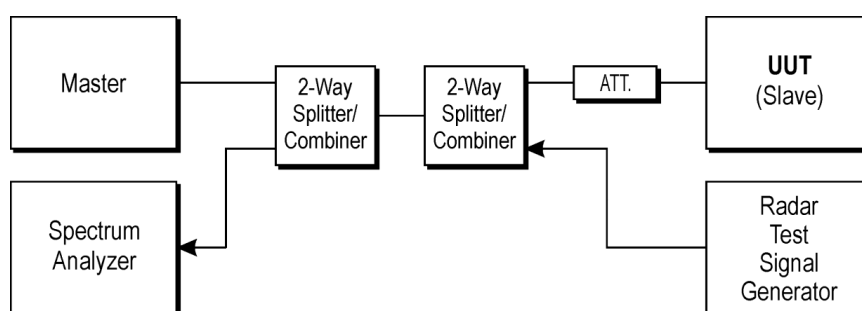 Master
2-Way
Splitter/
Combiner
2-Way
Splitter/
Combiner
ATT.
UUT
(Slave)
Spectrum
Analyzer
Radar
Test
Signal
Generator